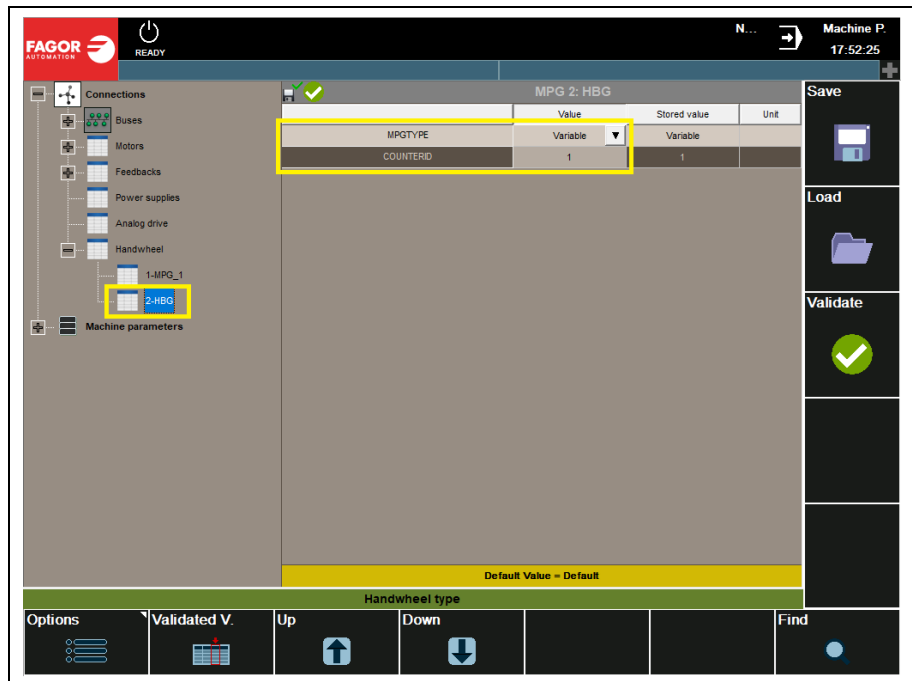 FAGOR
AUTOMATION
READY
N...
Machine P.
17:52:25
Connections
Buses
Motors
Feedbacks
Power supplies
Analog drive
Handwheel
1-MPG_1
2-HBG
Machine parameters
MPG 2: HBG
Value Stored value Unit
MPGTYPE Variable Variable
COUNTERID 1 1
Default Value = Default
Handwheel type
Save
Load
Validate
Options Validated V. Up Down Find